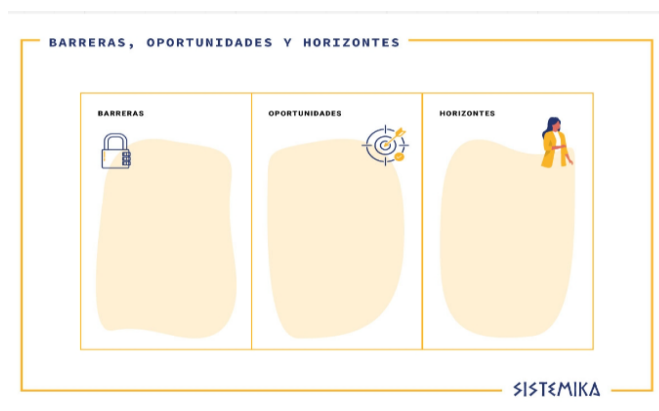 BARRERAS, OPORTUNIDADES Y HORIZONTES
BARRERAS
OPORTUNIDADES
HORIZONTES
SISTEMIKA